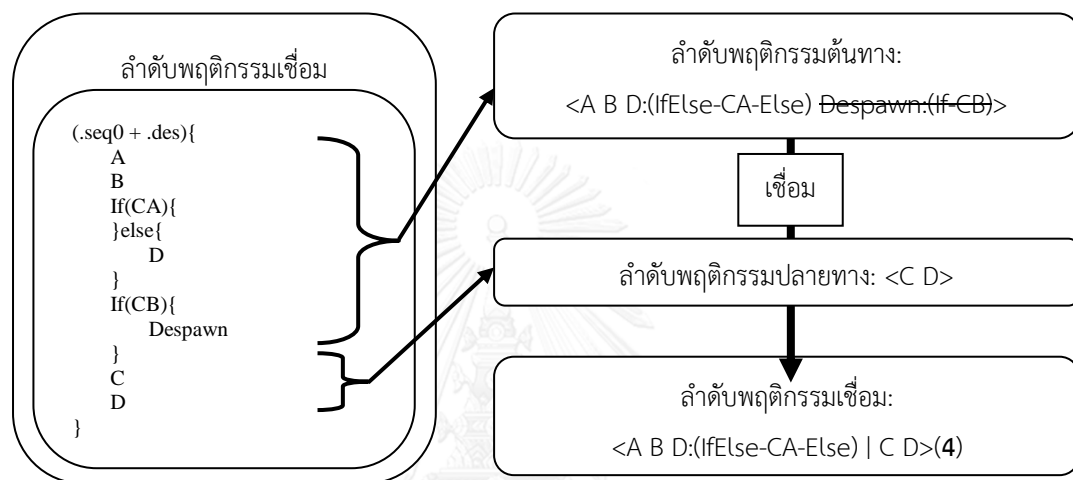 ลำดับพฤติกรรมเชื่อม
(.seq0 + .des){
A
B
If(CA){
}else{
D
}
If(CB){
Despawn
}
C
D
}
ลำดับพฤติกรรมต้นทาง:
<A B D:(IfElse-CA-Else) Despawn:(If-CB)>
เชื่อม
ลำดับพฤติกรรมปลายทาง: <C D>
ลำดับพฤติกรรมเชื่อม:
<A B D:(IfElse-CA-Else) | C D>(4)